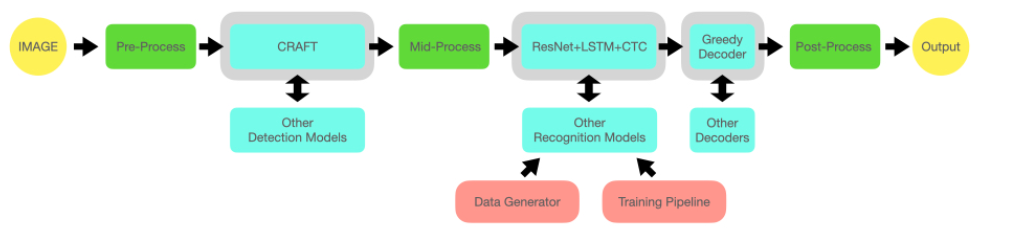 IMAGE
Pre-Process
CRAFT
Mid-Process
ResNet+LSTM+CTC
Greedy
Decoder
Post-Process
Output
Other
Detection Models
Other
Recognition Models
Other
Decoders
Data Generator
Training Pipeline